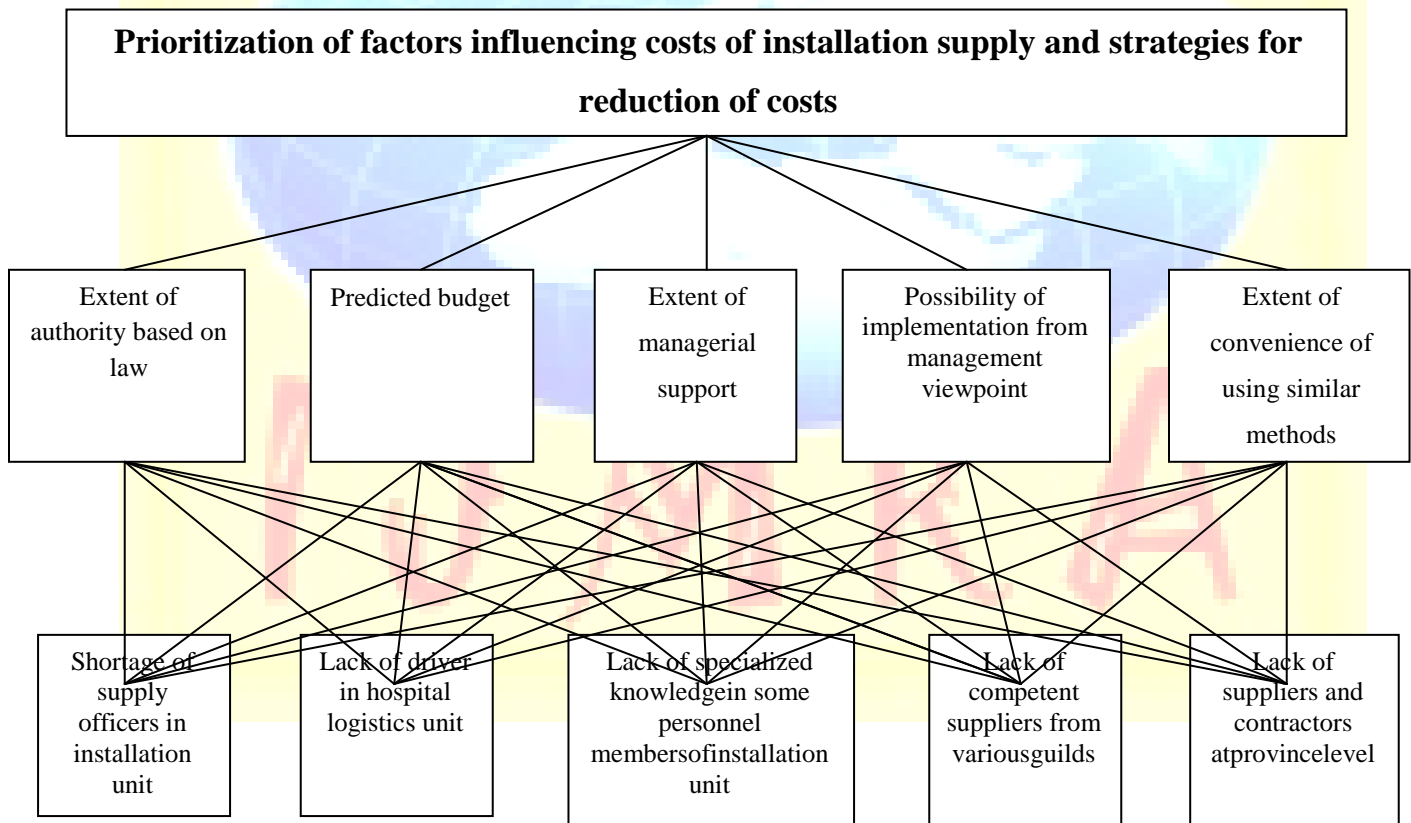 Prioritization of factors influencing costs of installation supply and strategies for
reduction of costs
Extent of
authority based on
law
Predicted budget
Extent of
managerial
support
Possibility of
implementation from
management
viewpoint
Extent of
convenience of
using similar
methods
IJMRA
Shortage of
supply
officers in
installation
unit
Lack of driver
in hospital
logistics unit
Lack of specialized
knowledgein some
personnel
membersofinstallation
unit
Lack of
competent
suppliers from
variousguilds
Lack of
suppliers and
contractors
atprovincelevel